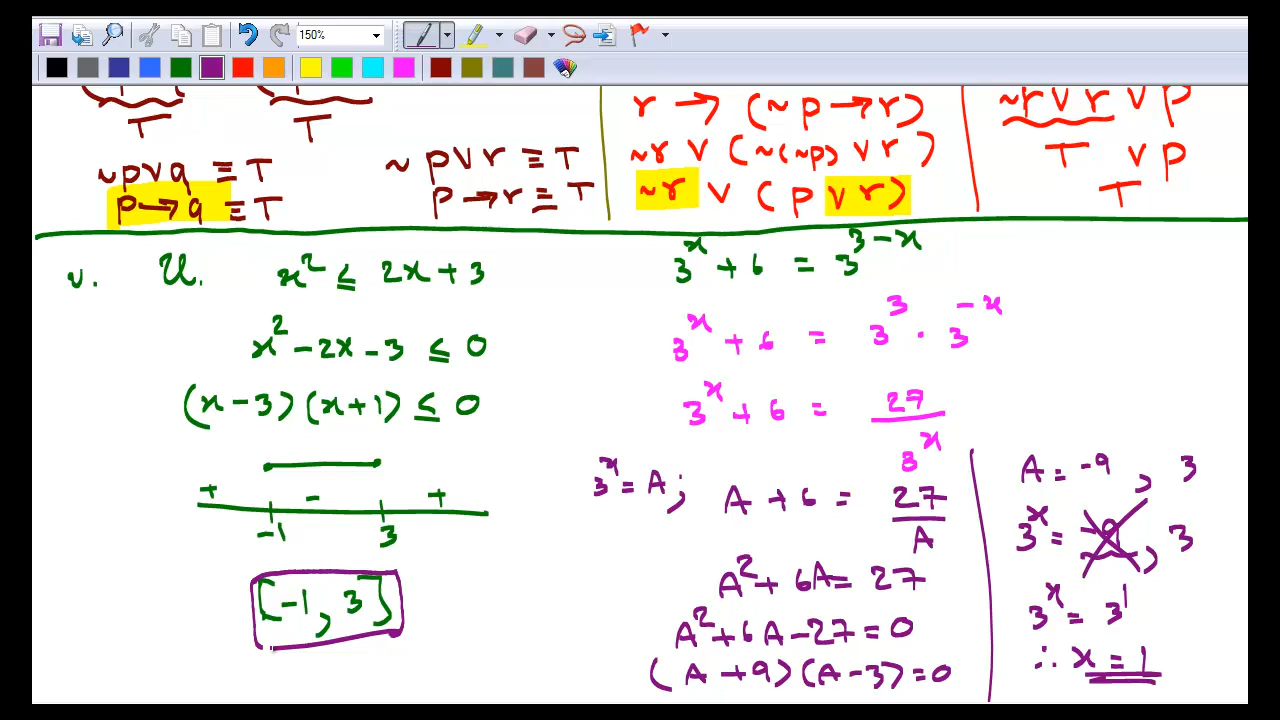 150%
T T
~p∨q ≡ T
p→q ≡ T
~p∨r ≡ T
p→r ≡ T
r → (~p→r)
~r ∨ (~(~p) ∨ r)
~r ∨ (p ∨ r)
~r ∨ r ∨ p
T ∨ p
T
v. U. x² ≤ 2x+3
x² - 2x - 3 ≤ 0
(x-3)(x+1) ≤ 0
+ - +
-1 3
[-1, 3]
3^x + 6 = 3^(3-x)
3^x + 6 = 3^3 · 3^-x
3^x + 6 = 27/3^x
3^x = A; A + 6 = 27/A
A² + 6A = 27
A² + 6A - 27 = 0
(A+9)(A-3) = 0
A = -9, 3
3^x = -9, 3
3^x = 3^1
∴ x = 1